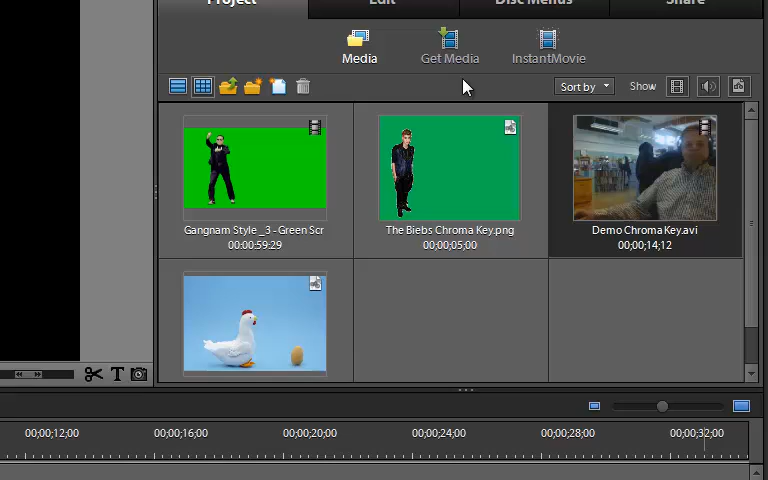 Project Edit Disc Menus Share
Media Get Media InstantMovie
Sort by Show
Gangnam Style _3 - Green Scr The Biebs Chroma Key.png Demo Chroma Key.avi
00:00:59:29 00;00;05;00 00;00;14;12
T
00;00;12;00 00;00;16;00 00;00;20;00 00;00;24;00 00;00;28;00 00;00;32;00